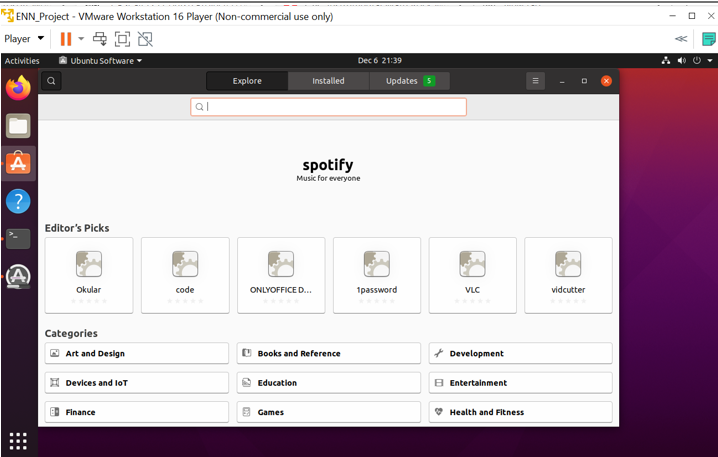 ENN_Project - VMware Workstation 16 Player (Non-commercial use only)
Player
Activities Ubuntu Software Dec 6 21:39
Explore Installed Updates 5
spotify
Music for everyone
Editor's Picks
Okular code ONLYOFFICE D... 1password VLC vidcutter
Categories
Art and Design Books and Reference Development
Devices and IoT Education Entertainment
Finance Games Health and Fitness